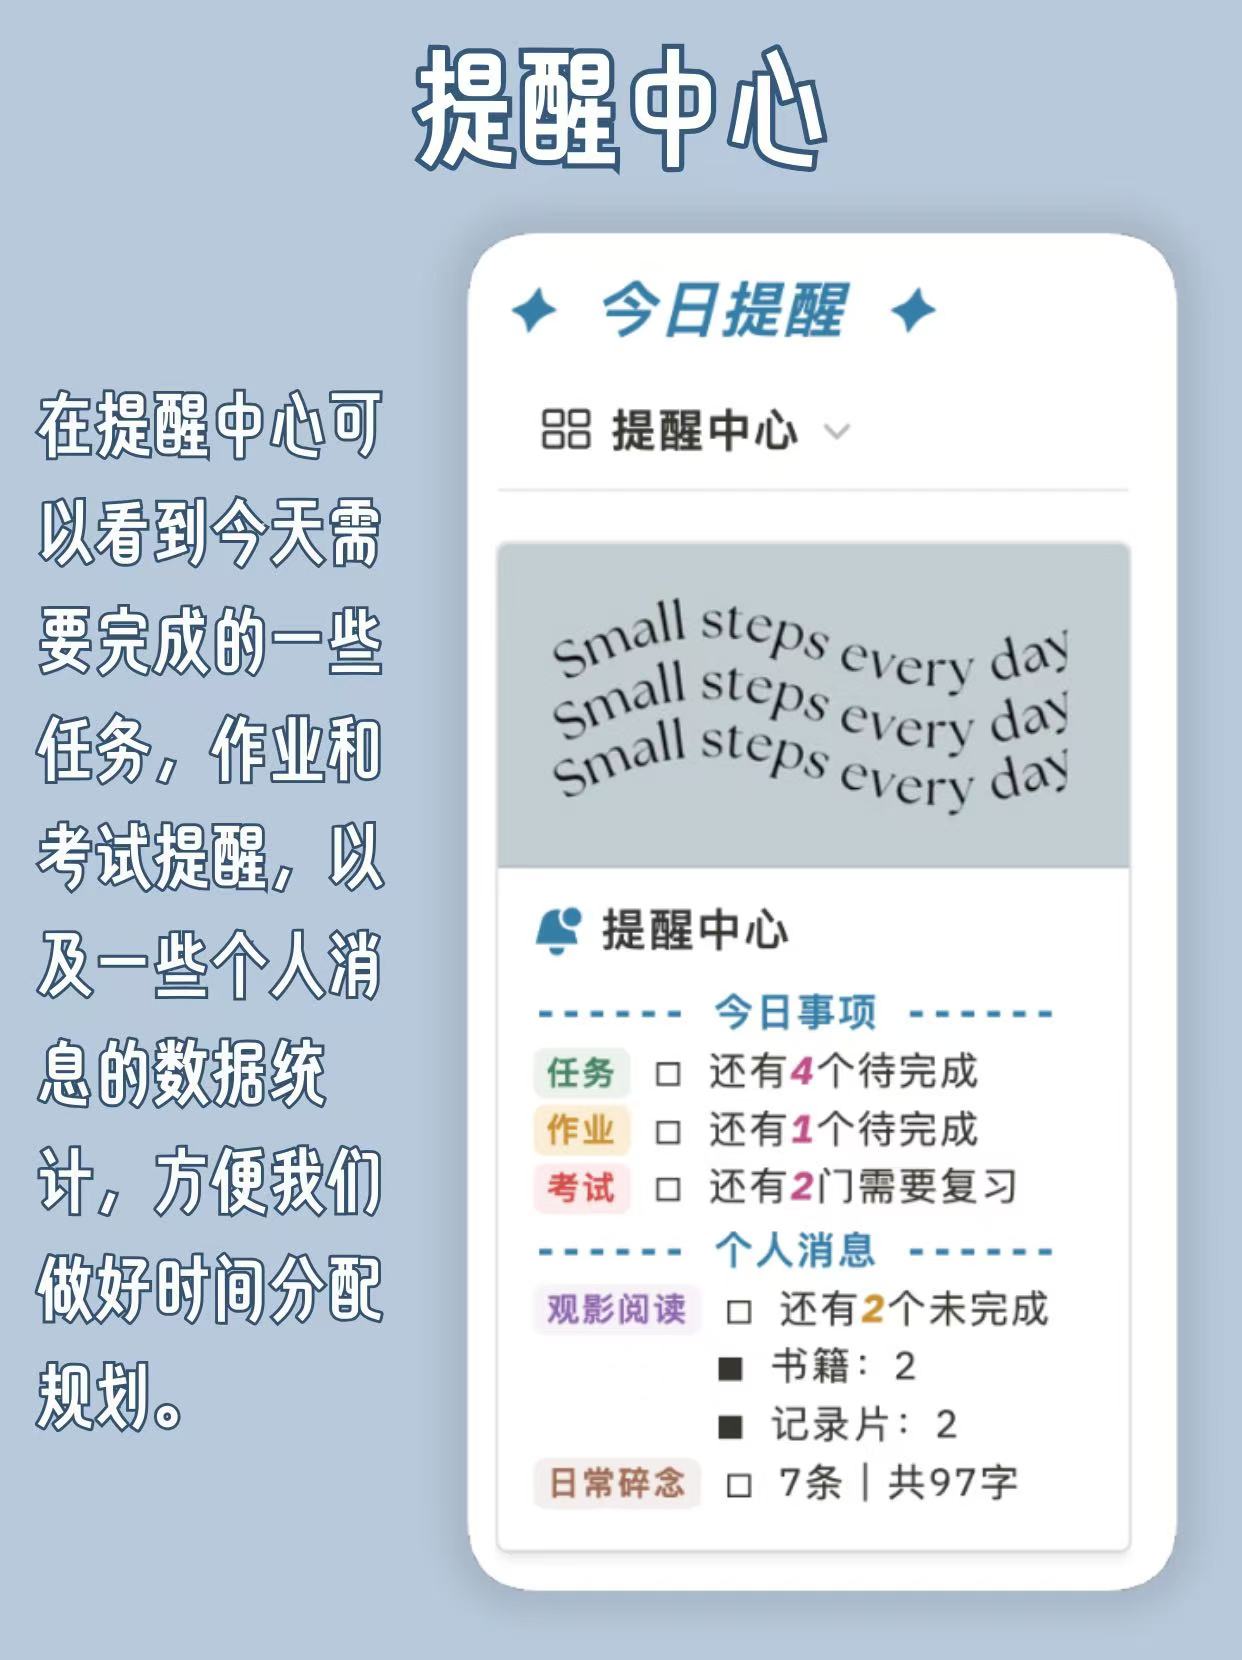 提醒中心
在提醒中心可
以看到今天需
要完成的一些
任务，作业和
考试提醒，以
及一些个人消
息的数据统
计，方便我们
做好时间分配
规划。
今日提醒
提醒中心
Small steps every day
Small steps every day
Small steps every day
提醒中心
------ 今日事项 ------
任务 □ 还有4个待完成
作业 □ 还有1个待完成
考试 □ 还有2门需要复习
------ 个人消息 ------
观影阅读 □ 还有2个未完成
■ 书籍：2
■ 记录片：2
日常碎念 □ 7条｜共97字